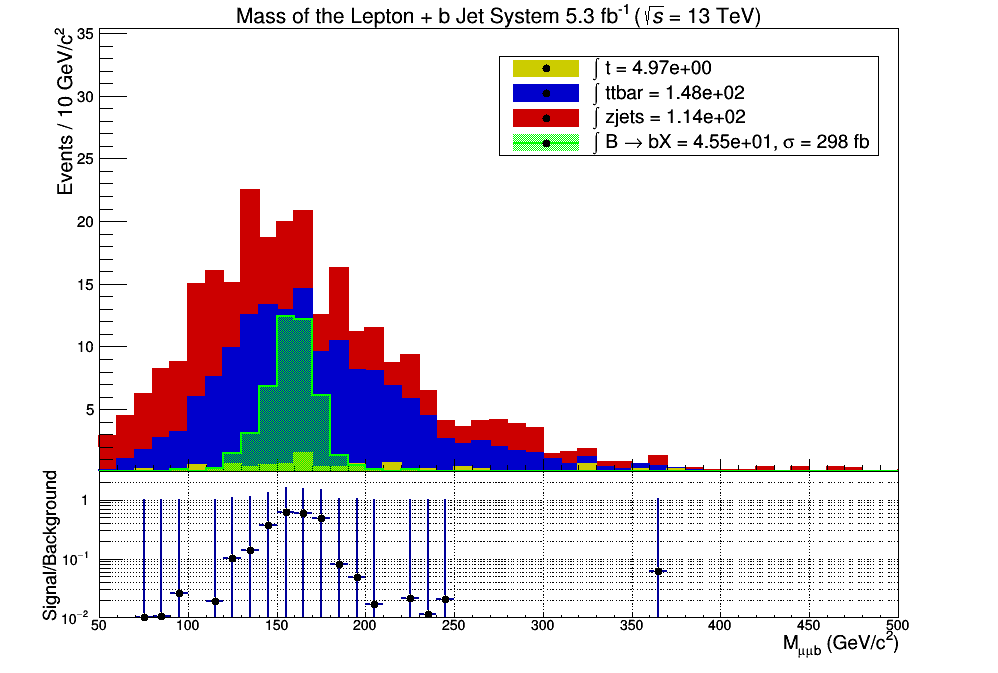 Mass of the Lepton + b Jet System 5.3 fb⁻¹ (√s = 13 TeV)
Events / 10 GeV/c²
35
30
25
20
15
10
5
∫ t = 4.97e+00
∫ ttbar = 1.48e+02
∫ zjets = 1.14e+02
∫ B → bX = 4.55e+01, σ = 298 fb
Signal/Background
1
10⁻¹
10⁻²
50 100 150 200 250 300 350 400 450 500
M_μμb (GeV/c²)